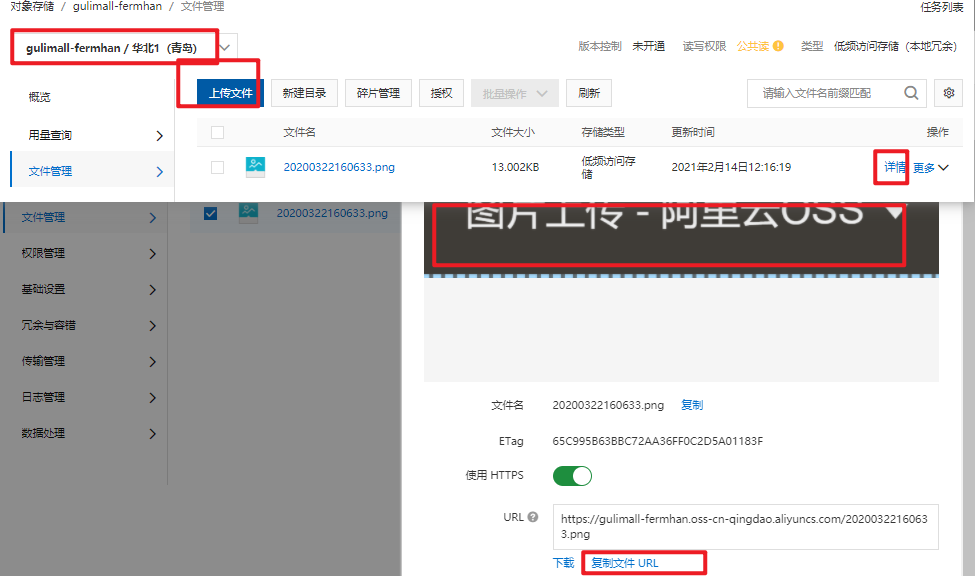 对象存储 / gulimall-fermhan / 文件管理
任务列表
gulimall-fermhan / 华北1 (青岛)
版本控制 未开通 读写权限 公共读 类型 低频访问存储 (本地冗余)
概览
用量查询
文件管理
上传文件 新建目录 碎片管理 授权 批量操作 刷新
请输入文件名前缀匹配
文件名 文件大小 存储类型 更新时间 操作
20200322160633.png 13.002KB 低频访问存
储 2021年2月14日12:16:19 详情 更多
文件管理
权限管理
基础设置
冗余与容错
传输管理
日志管理
数据处理
20200322160633.png
图片上传 - 阿里云OSS
文件名 20200322160633.png 复制
ETag 65C995B63BBC72AA36FF0C2D5A01183F
使用 HTTPS
URL https://gulimall-fermhan.oss-cn-qingdao.aliyuncs.com/2020032216063
3.png
下载 复制文件 URL